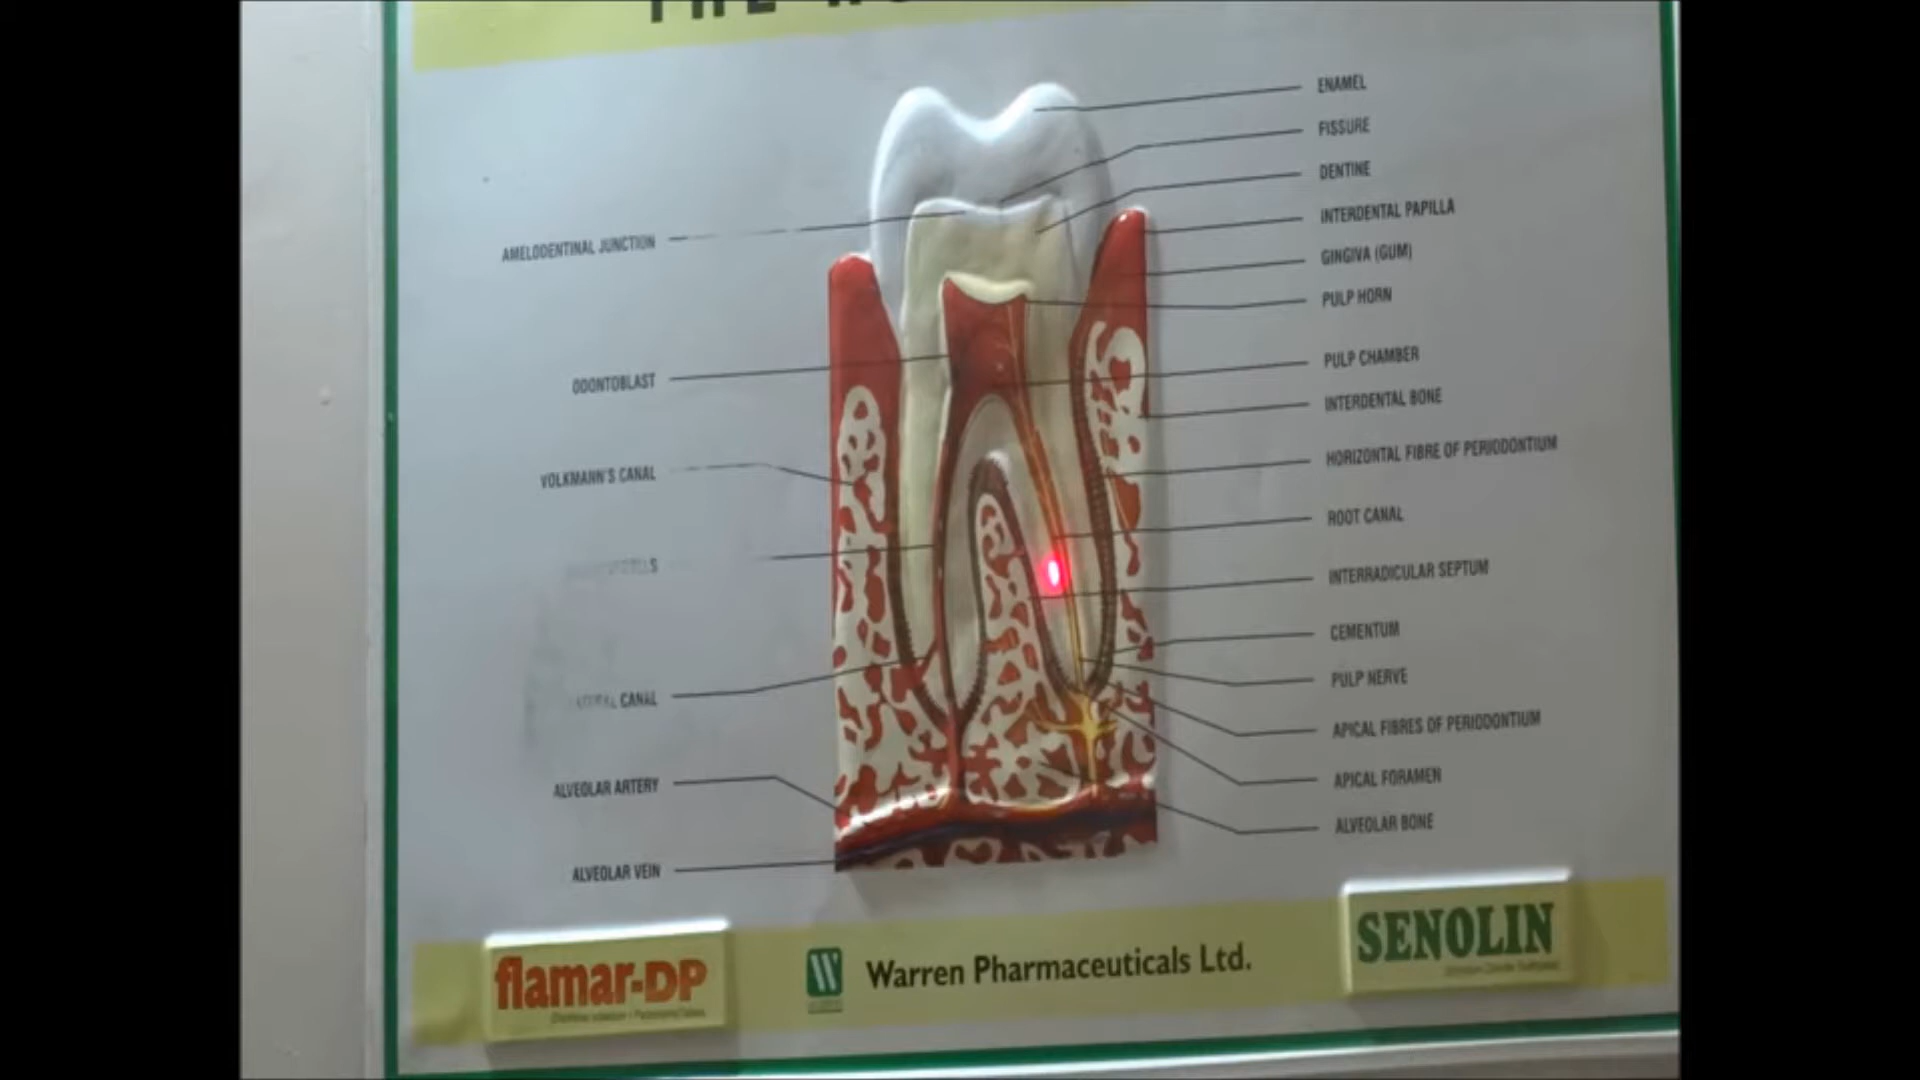 THE
ENAMEL
FISSURE
DENTINE
INTERDENTAL PAPILLA
GINGIVA (GUM)
PULP HORN
PULP CHAMBER
INTERDENTAL BONE
HORIZONTAL FIBRE OF PERIODONTIUM
ROOT CANAL
INTERRADICULAR SEPTUM
CEMENTUM
PULP NERVE
APICAL FIBRES OF PERIODONTIUM
APICAL FORAMEN
ALVEOLAR BONE
AMELODENTINAL JUNCTION
ODONTOBLAST
VOLKMANN'S CANAL
CANAL
ALVEOLAR ARTERY
ALVEOLAR VEIN
flamar-DP
Warren Pharmaceuticals Ltd.
SENOLIN